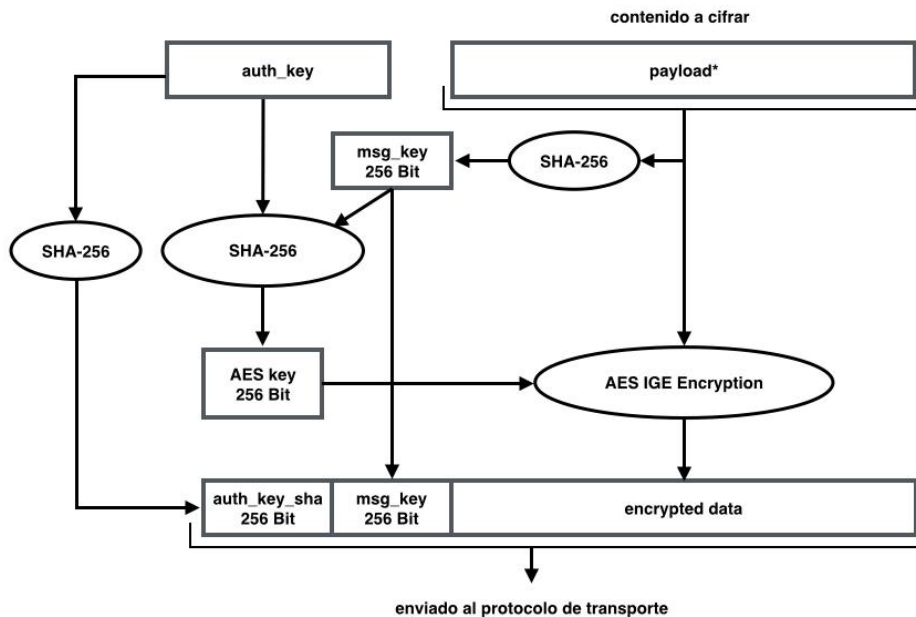 contenido a cifrar
auth_key
payload*
msg_key
256 Bit
SHA-256
SHA-256
SHA-256
AES key
256 Bit
AES IGE Encryption
auth_key_sha
256 Bit
msg_key
256 Bit
encrypted data
enviado al protocolo de transporte